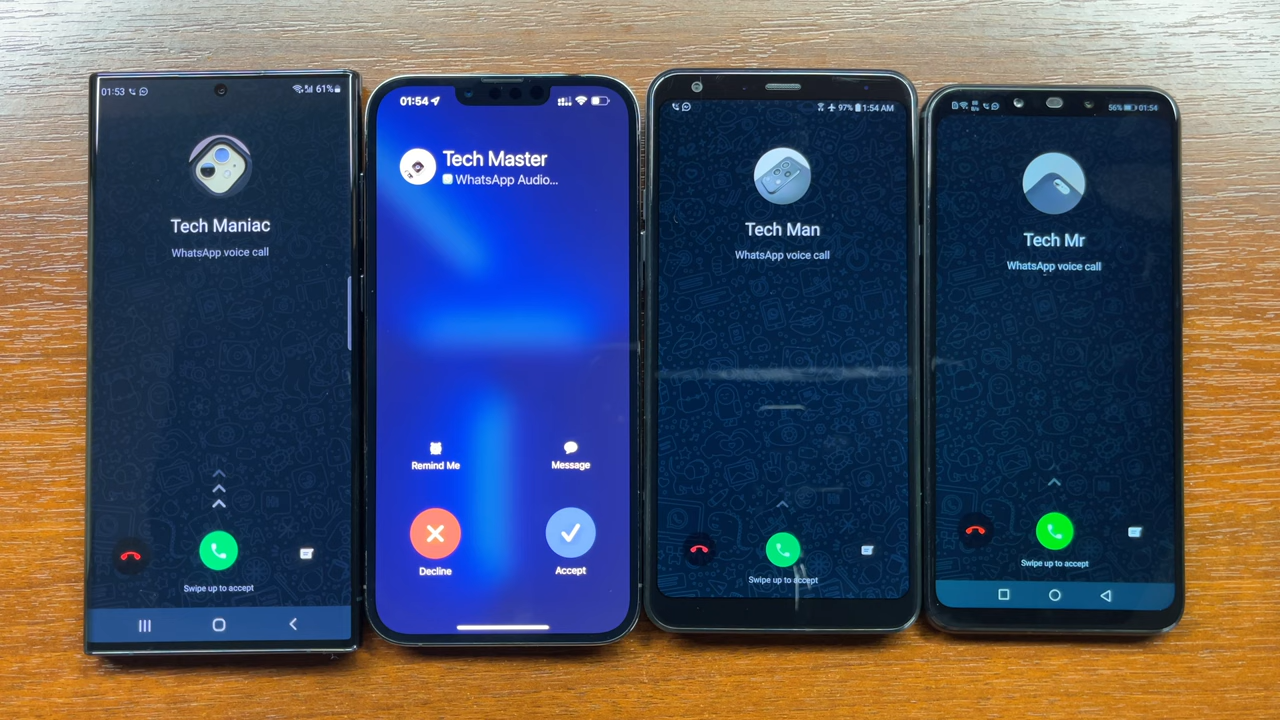 01:53
61%
Tech Maniac
WhatsApp voice call
Swipe up to accept
01:54
Tech Master
WhatsApp Audio...
Remind Me
Message
Decline
Accept
97% 1:54 AM
Tech Man
WhatsApp voice call
Swipe up to accept
56% 01:54
Tech Mr
WhatsApp voice call
Swipe up to accept